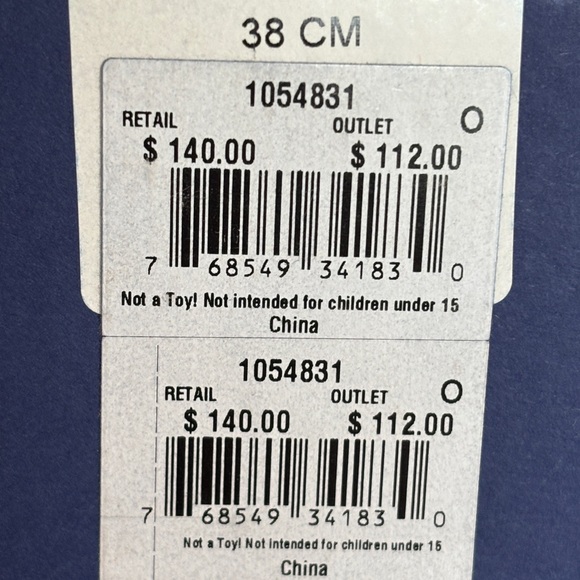 38 CM
1054831
RETAIL OUTLET O
$ 140.00 $ 112.00
7 68549 34183 0
Not a Toy! Not intended for children under 15
China
1054831
RETAIL OUTLET O
$ 140.00 $ 112.00
7 68549 34183 0
Not a Toy! Not intended for children under 15
China